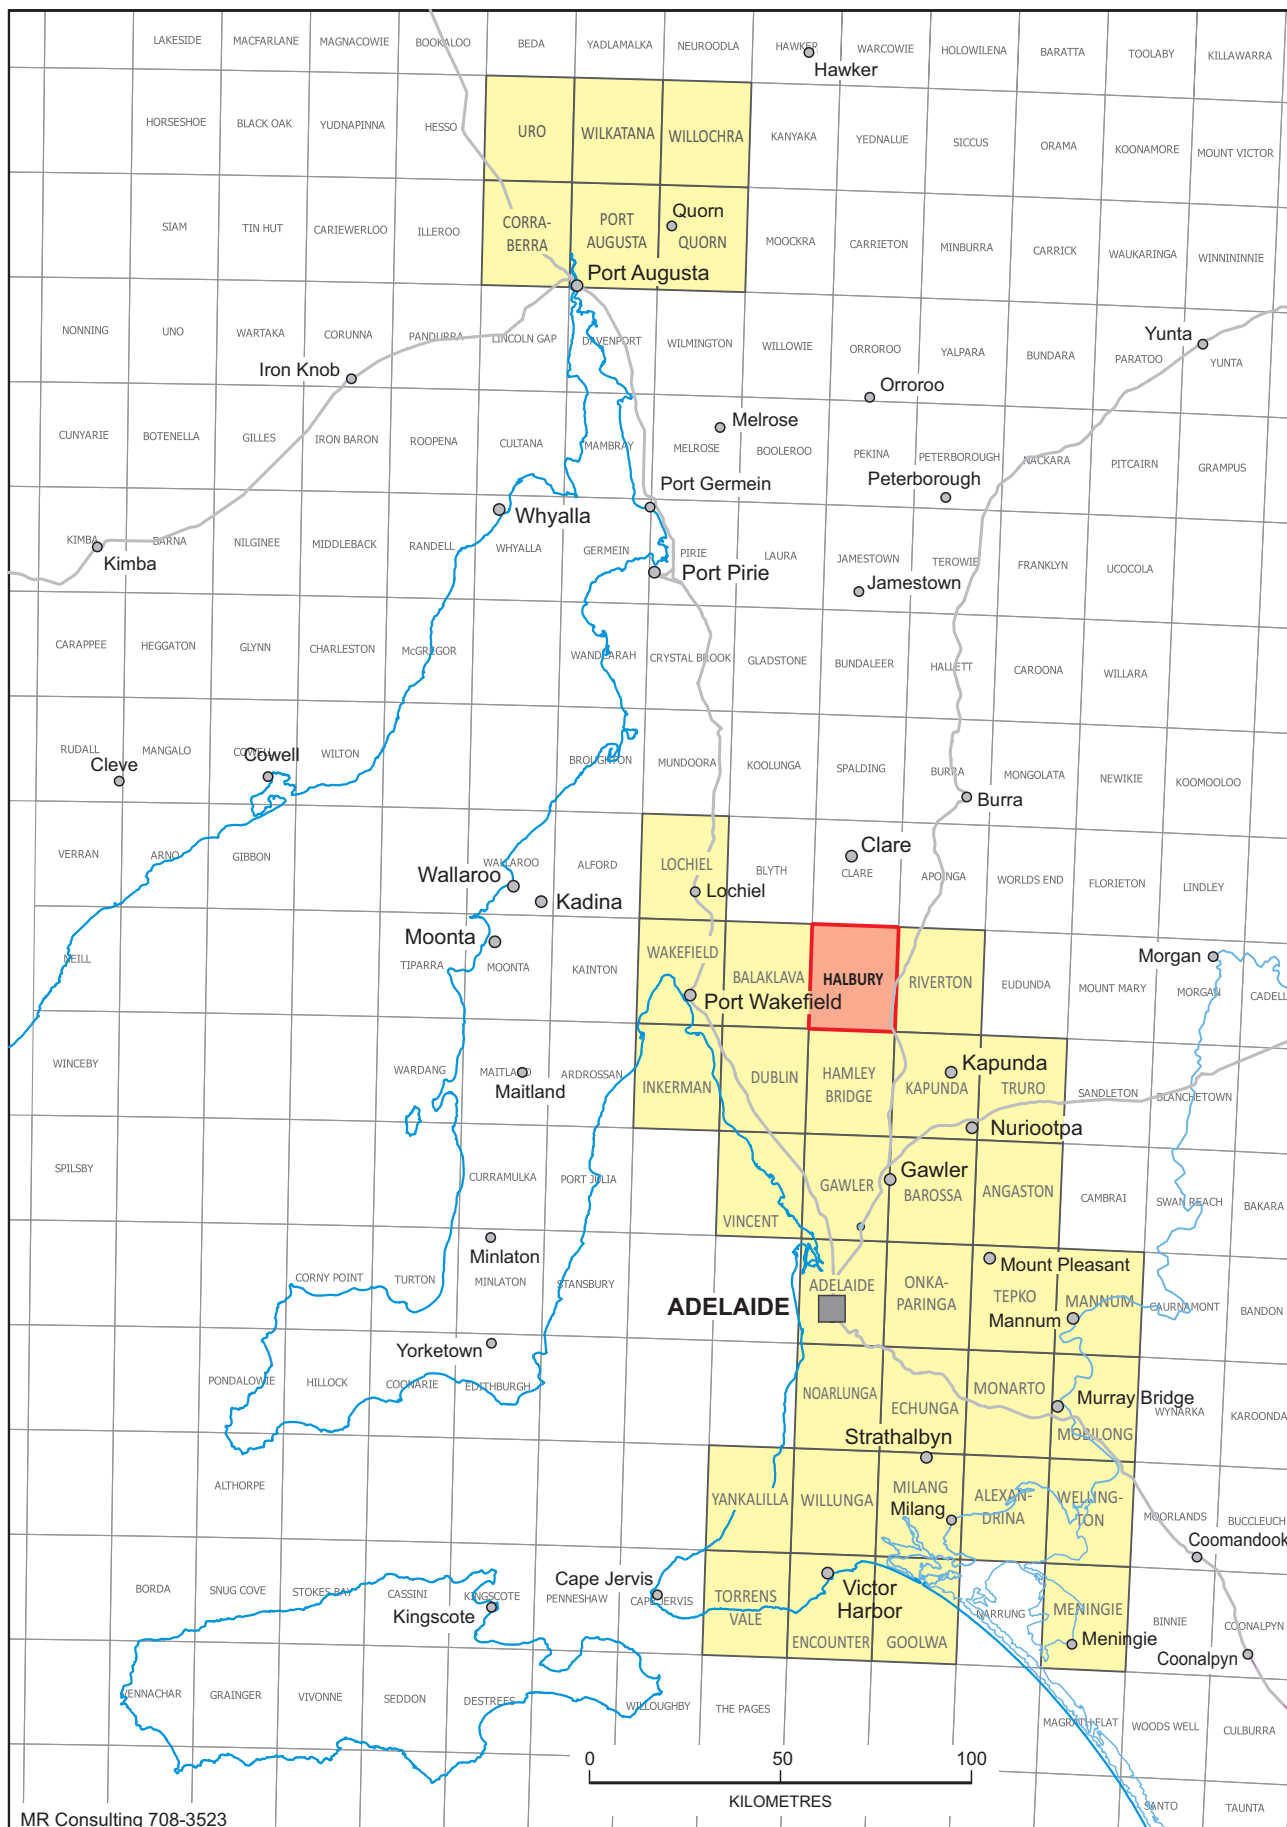 LAKESIDE MACFARLANE MAGNACOWIE BOOKALOO BEDA YADLAMALKA NEUROODLA HAWKER WARCOWIE HOLOWILENA BARATTA TOOLABY KILLAWARRA
Hawker
HORSESHOE BLACK OAK YUDNAPINNA HESSO URO WILKATANA WILLOCHRA KANYAKA YEDNALUE SICCUS ORAMA KOONAMORE MOUNT VICTOR
SIAM TIN HUT CARIEWERLOO ILLEROO CORRA-
BERRA
PORT
AUGUSTA
Quorn
QUORN MOOCKRA CARRIETON MINBURRA CARRICK WAUKARINGA WINNININNIE
Port Augusta
NONNING UNO WARTAKA CORUNNA PANDURRA LINCOLN GAP DAVENPORT WILMINGTON WILLOWIE ORROROO YALPARA BUNDARA PARATOO YUNTA
Yunta
Iron Knob
Orroroo
Melrose
CUNYARIE BOTENELLA GILLES IRON BARON ROOPENA CULTANA MAMBRAY MELROSE BOOLEROO PEKINA PETERBOROUGH NACKARA PITCAIRN GRAMPUS
Port Germein
Peterborough
Whyalla
KIMBA BARNA NILGINEE MIDDLEBACK RANDELL WHYALLA GERMEIN PIRIE LAURA JAMESTOWN TEROWIE FRANKLYN UCOCOLA
Kimba
Port Pirie
Jamestown
CARAPPEE HEGGATON GLYNN CHARLESTON McGREGOR WANDEARAH CRYSTAL BROOK GLADSTONE BUNDALEER HALLETT CAROONA WILLARA
RUDALL MANGALO COWELL WILTON BROUGHTON MUNDOORA KOOLUNGA SPALDING BURRA MONGOLATA NEWIKIE KOOMOOLOO
Cleve
Cowell
Burra
VERRAN ARNO GIBBON WALLAROO ALFORD LOCHIEL BLYTH CLARE APOINGA WORLDS END FLORIETON LINDLEY
Clare
Wallaroo
Lochiel
Kadina
Moonta
NEILL TIPARRA MOONTA KAINTON WAKEFIELD BALAKLAVA HALBURY RIVERTON EUDUNDA MOUNT MARY MORGAN CADELL
Morgan
Port Wakefield
WINCEBY WARDANG MAITLAND ARDROSSAN INKERMAN DUBLIN HAMLEY
BRIDGE
KAPUNDA TRURO SANDLETON BLANCHETOWN
Kapunda
Maitland
Nuriootpa
SPILSBY CURRAMULKA PORT JULIA VINCENT GAWLER BAROSSA ANGASTON CAMBRAI SWAN REACH BAKARA
Gawler
Minlaton
CORNY POINT TURTON MINLATON STANSBURY ADELAIDE ONKA-
PARINGA
TEPKO MANNUM CAURNAMONT BANDON
Mount Pleasant
ADELAIDE
Mannum
Yorketown
PONDALOWIE HILLOCK COONARIE EDITHBURGH NOARLUNGA ECHUNGA MONARTO MOBILONG WYNARKA KAROONDA
Murray Bridge
Strathalbyn
ALTHORPE YANKALILLA WILLUNGA MILANG ALEXAN-
DRINA
WELLING-
TON
MOORLANDS BUCCLEUCH
Milang
Coomandook
BORDA SNUG COVE STOKES BAY CASSINI KINGSCOTE PENNESHAW CAPE JERVIS TORRENS
VALE
ENCOUNTER GOOLWA NARRUNG MENINGIE BINNIE COONALPYN
Cape Jervis
Kingscote
Victor
Harbor
Meningie
Coonalpyn
VENNACHAR GRAINGER VIVONNE SEDDON DESTREES WILLOUGHBY THE PAGES MAGRATH FLAT WOODS WELL CULBURRA
0 50 100
KILOMETRES
SANTO TAUNTA
MR Consulting 708-3523